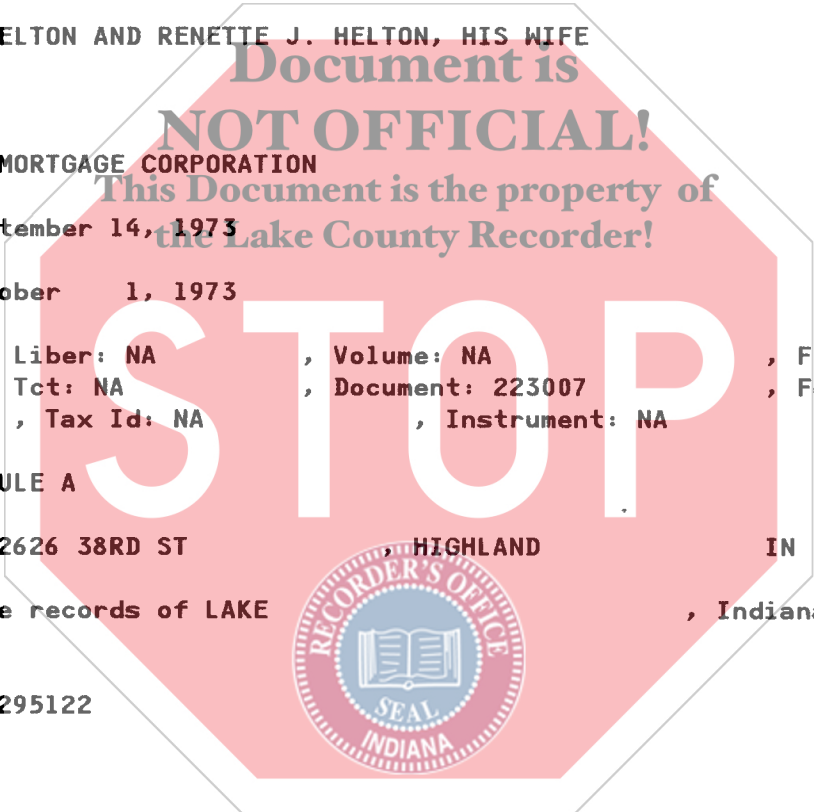 ELTON AND RENETTE J. HELTON, HIS WIFE
Document is
NOT OFFICIAL!
MORTGAGE CORPORATION
This Document is the property of
tember 14, 1973
the Lake County Recorder!
ober 1, 1973
Liber: NA , Volume: NA , F
Tct: NA , Document: 223007 , F
, Tax Id: NA , Instrument: NA
STOP
ULE A
2626 38RD ST , HIGHLAND IN
e records of LAKE , Indiana
295122
RECORDER'S OFFICE
SEAL
INDIANA